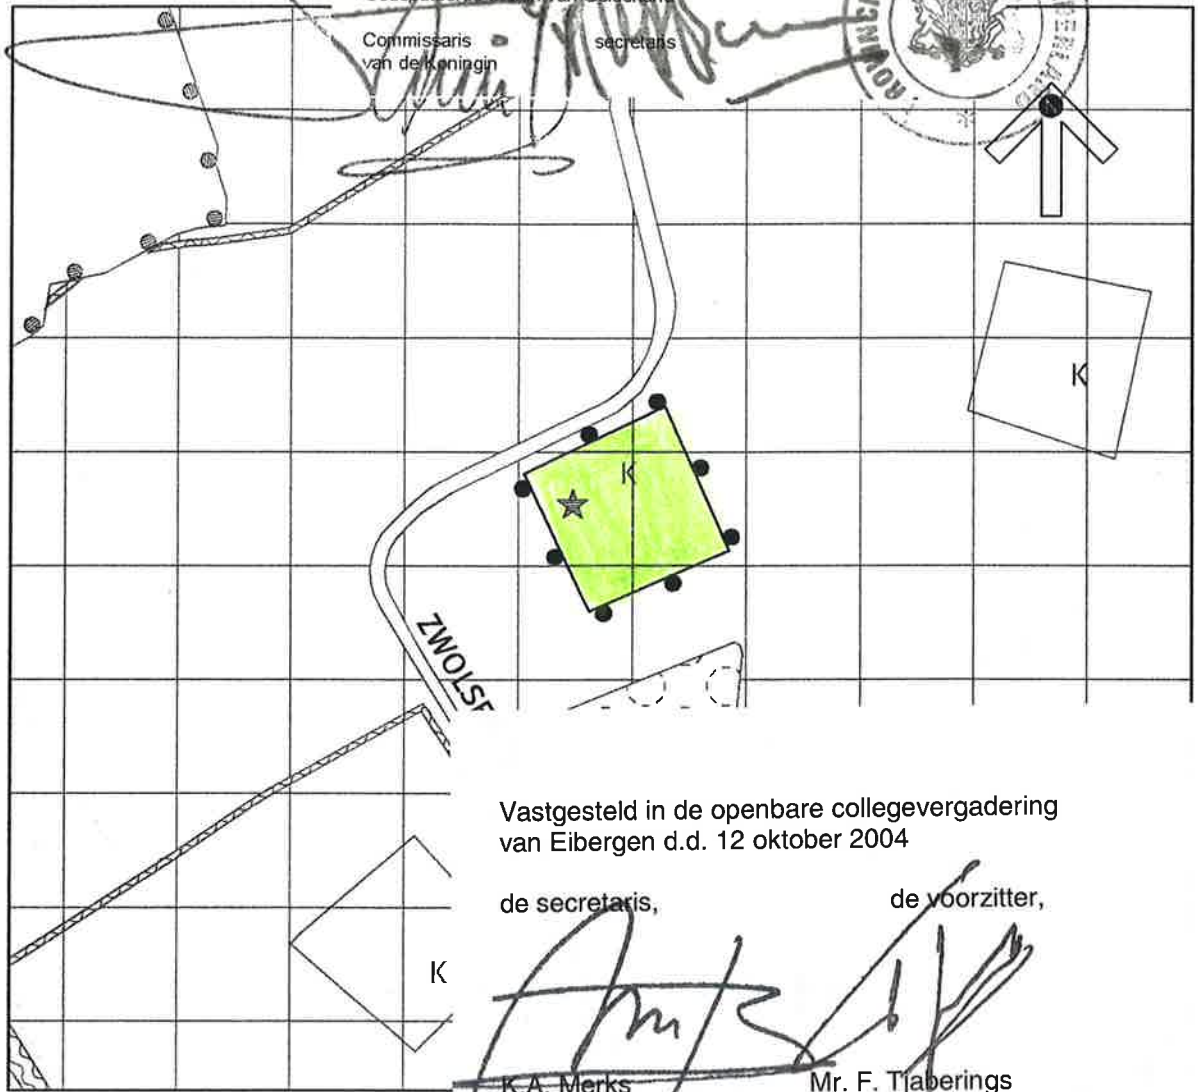 Commissaris
van de Koningin
secretaris
PROVINCIE
K
K
ZWOLSE
Vastgesteld in de openbare collegevergadering
van Eibergen d.d. 12 oktober 2004
de secretaris,
de voorzitter,
K
K.A. Merks
Mr. F. Tjaberings